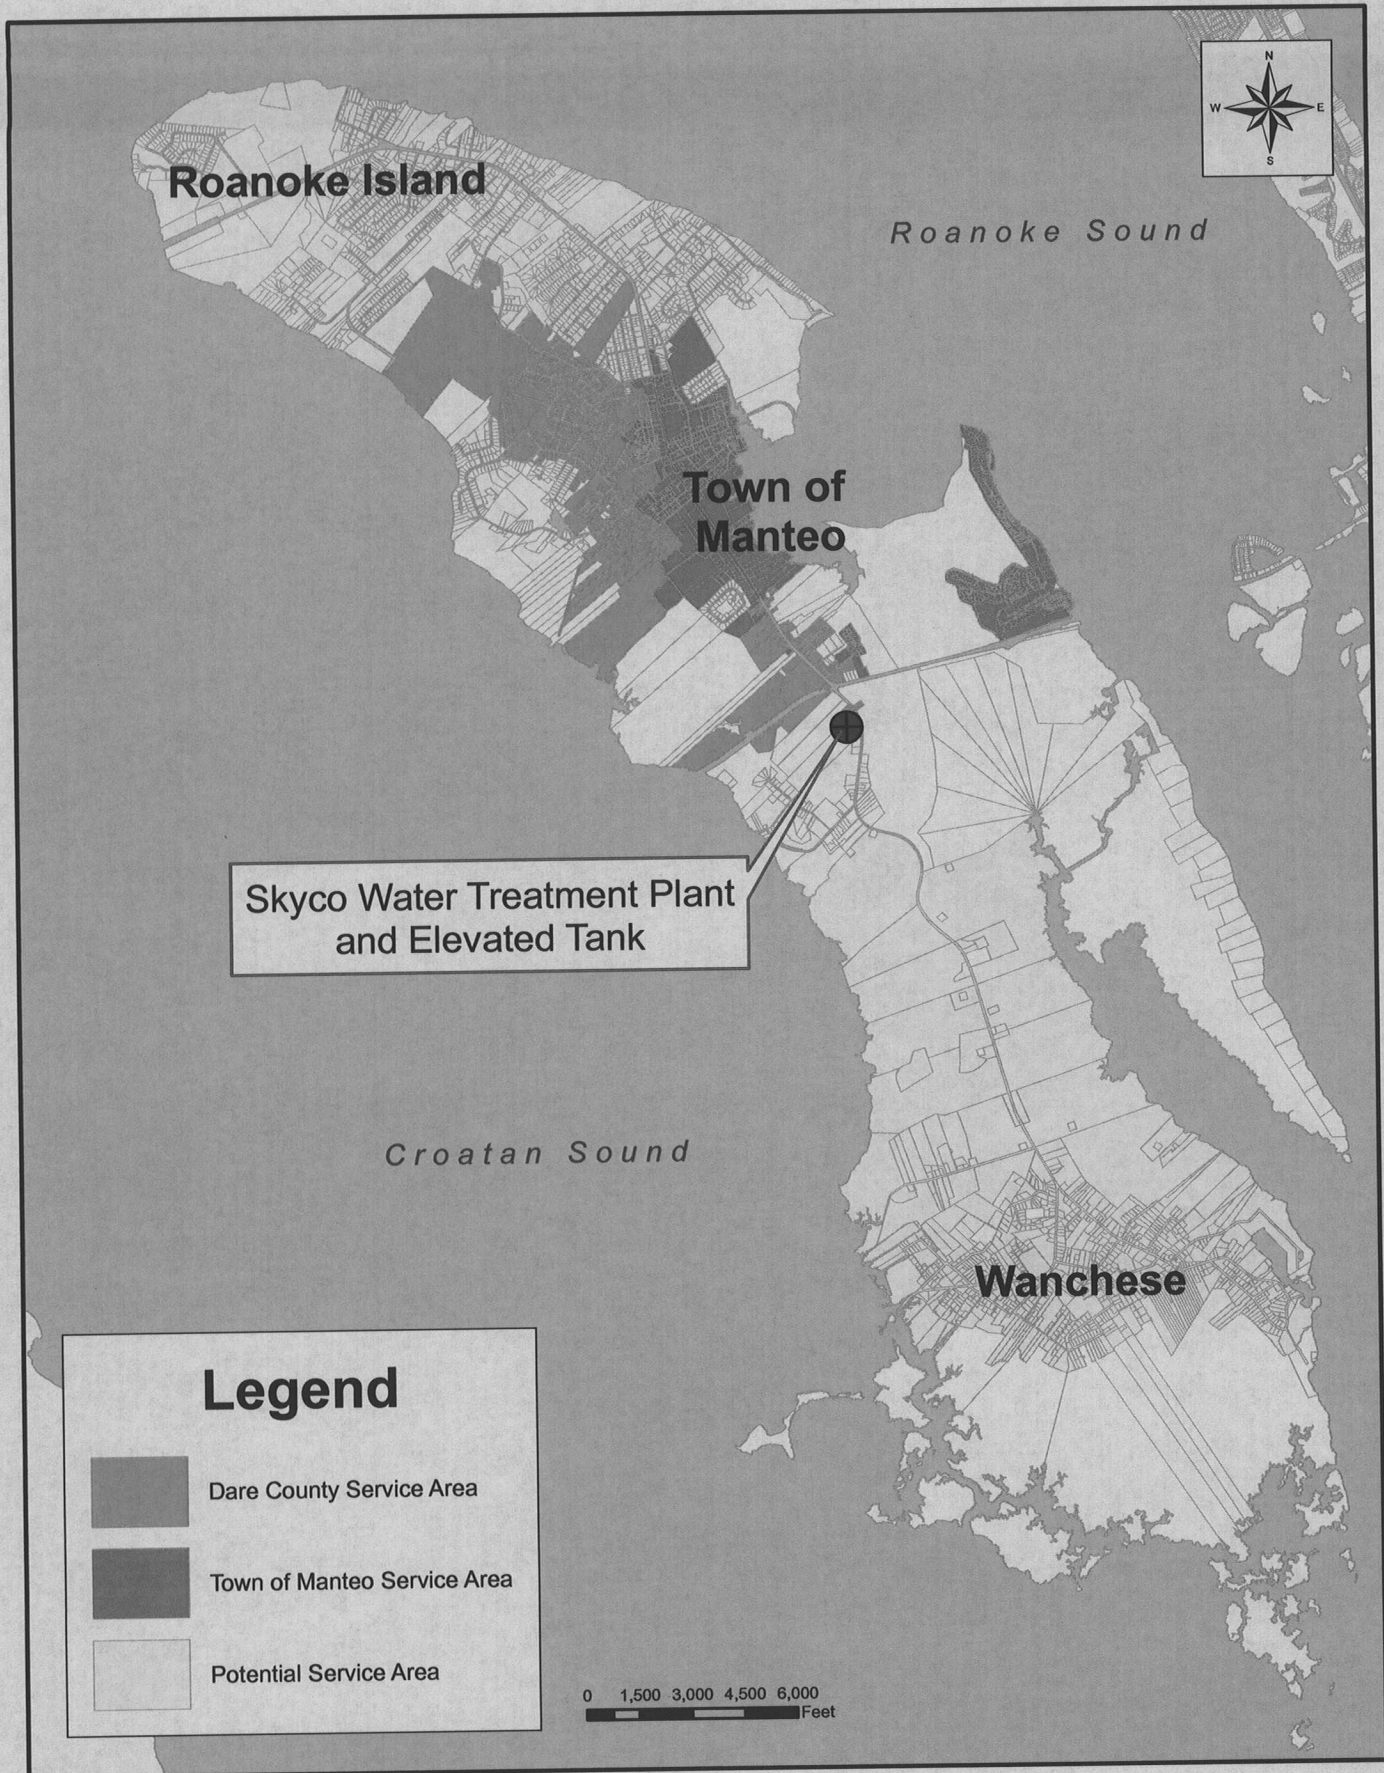 N
W E
S
Roanoke Island
Roanoke Sound
Town of
Manteo
Skyco Water Treatment Plant
and Elevated Tank
Croatan Sound
Wanchese
Legend
Dare County Service Area
Town of Manteo Service Area
Potential Service Area
0 1,500 3,000 4,500 6,000
Feet